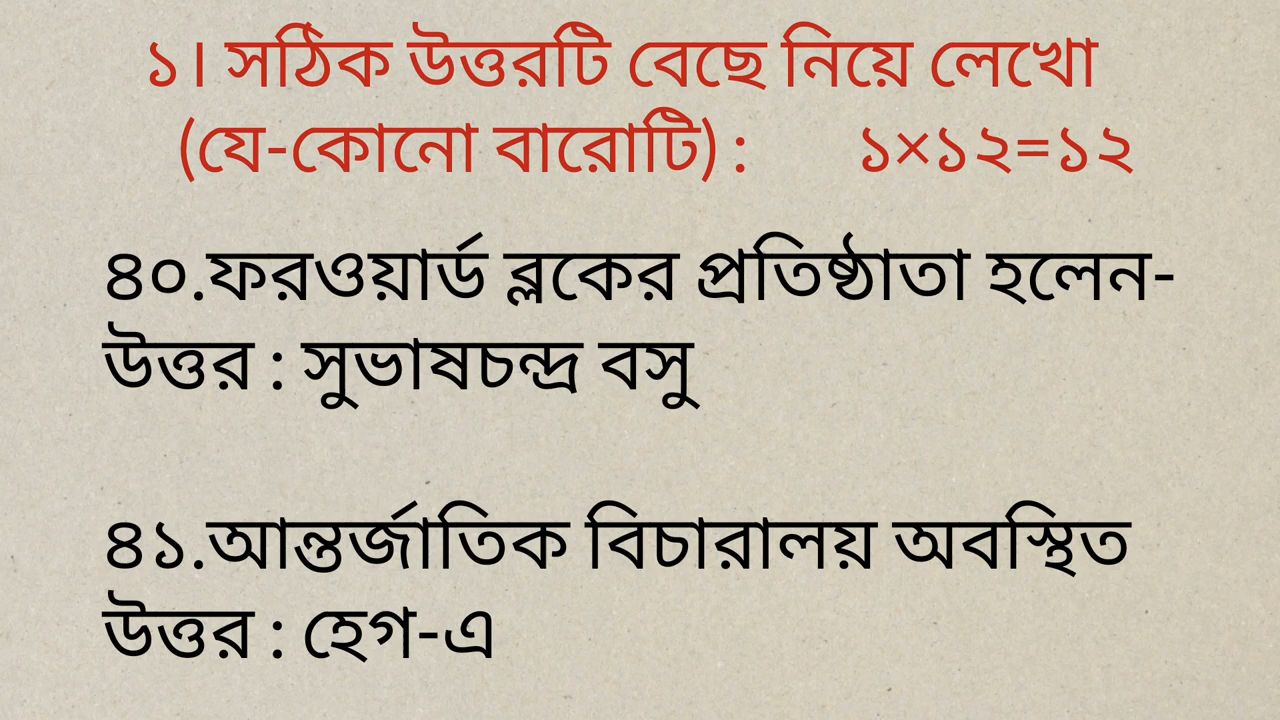 ১। সঠিক উত্তরটি বেছে নিয়ে লেখো
(যে-কোনো বারোটি) : ১×১২=১২
৪০.ফরওয়ার্ড ব্লকের প্রতিষ্ঠাতা হলেন-
উত্তর : সুভাষচন্দ্র বসু
৪১.আন্তর্জাতিক বিচারালয় অবস্থিত
উত্তর : হেগ-এ